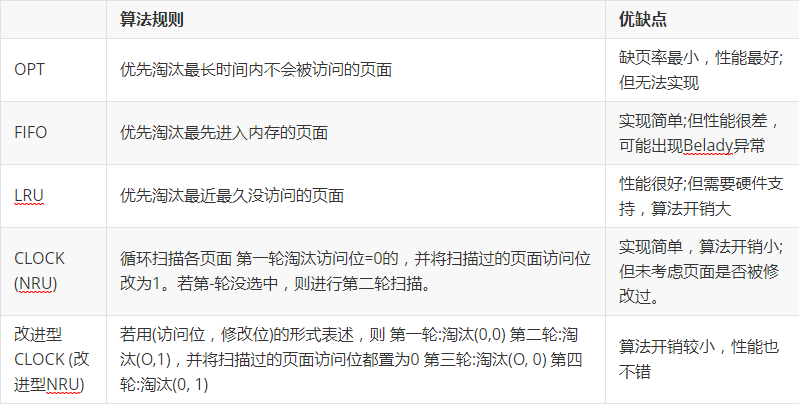 算法规则 优缺点
OPT 优先淘汰最长时间内不会被访问的页面 缺页率最小，性能最好;
但无法实现
FIFO 优先淘汰最先进入内存的页面 实现简单;但性能很差，
可能出现Belady异常
LRU 优先淘汰最近最久没访问的页面 性能很好;但需要硬件支
持，算法开销大
CLOCK
(NRU)
循环扫描各页面 第一轮淘汰访问位=0的，并将扫描过的页面访问位
改为1。若第-轮没选中，则进行第二轮扫描。
实现简单，算法开销小;
但未考虑页面是否被修
改过。
改进型
CLOCK (改
进型NRU)
若用(访问位，修改位)的形式表述，则 第一轮:淘汰(0,0) 第二轮:淘
汰(O,1)，并将扫描过的页面访问位都置为0 第三轮:淘汰(O, 0) 第四
轮:淘汰(0, 1)
算法开销较小，性能也
不错